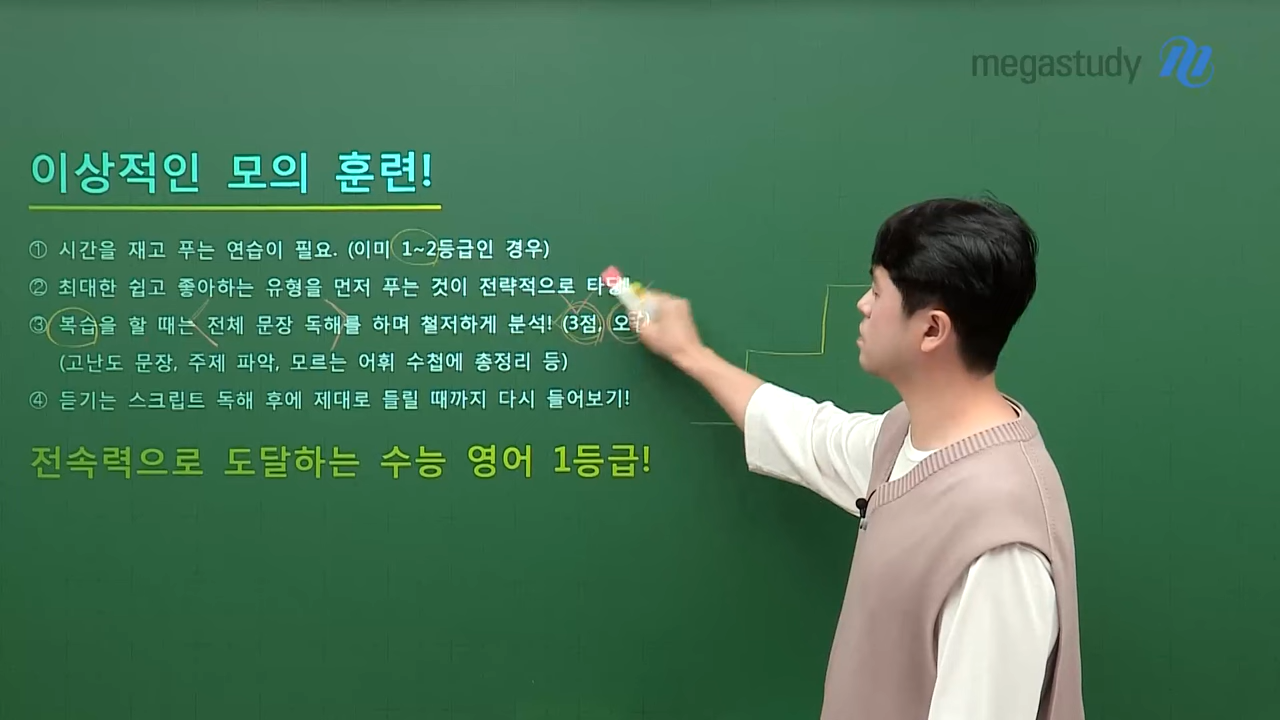 megastudy
이상적인 모의 훈련!
① 시간을 재고 푸는 연습이 필요. (이미 1~2등급인 경우)
② 최대한 쉽고 좋아하는 유형을 먼저 푸는 것이 전략적으로 타당!
③ 복습을 할 때는 전체 문장 독해를 하며 철저하게 분석! (3점, 오답)
(고난도 문장, 주제 파악, 모르는 어휘 수첩에 총정리 등)
④ 듣기는 스크립트 독해 후에 제대로 들릴 때까지 다시 들어보기!
전속력으로 도달하는 수능 영어 1등급!